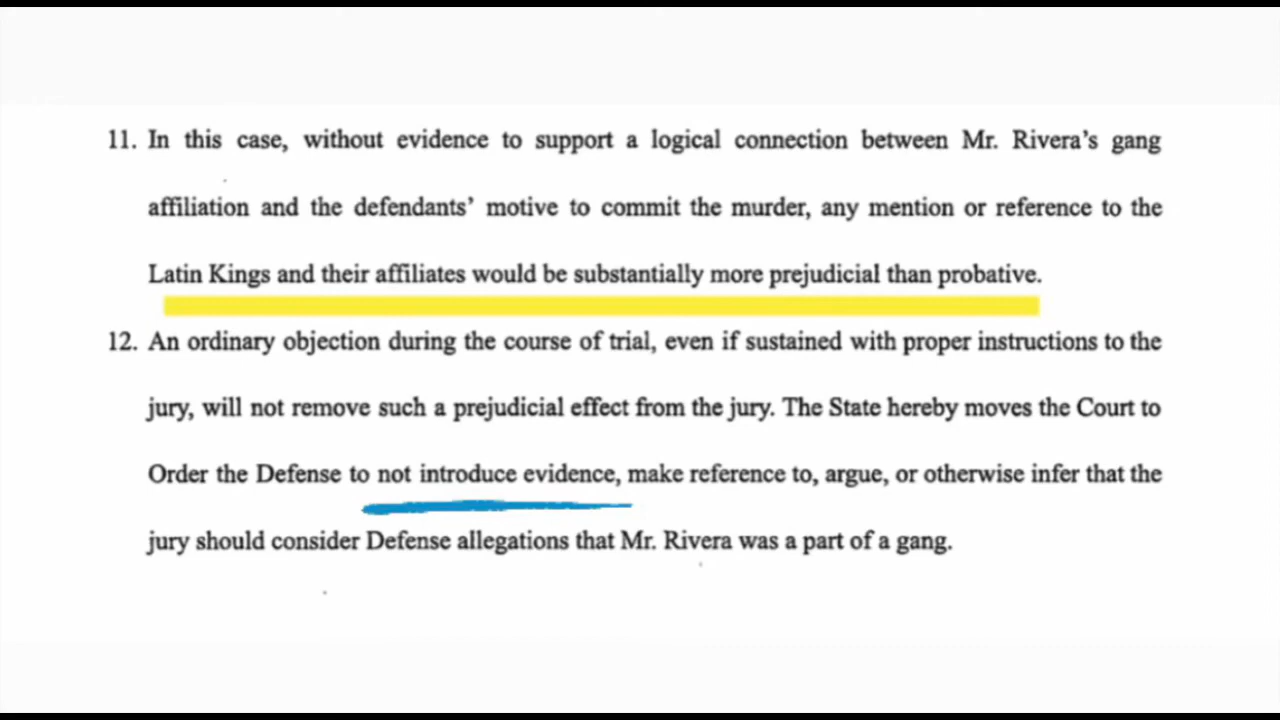 11. In this case, without evidence to support a logical connection between Mr. Rivera's gang
affiliation and the defendants' motive to commit the murder, any mention or reference to the
Latin Kings and their affiliates would be substantially more prejudicial than probative.
12. An ordinary objection during the course of trial, even if sustained with proper instructions to the
jury, will not remove such a prejudicial effect from the jury. The State hereby moves the Court to
Order the Defense to not introduce evidence, make reference to, argue, or otherwise infer that the
jury should consider Defense allegations that Mr. Rivera was a part of a gang.